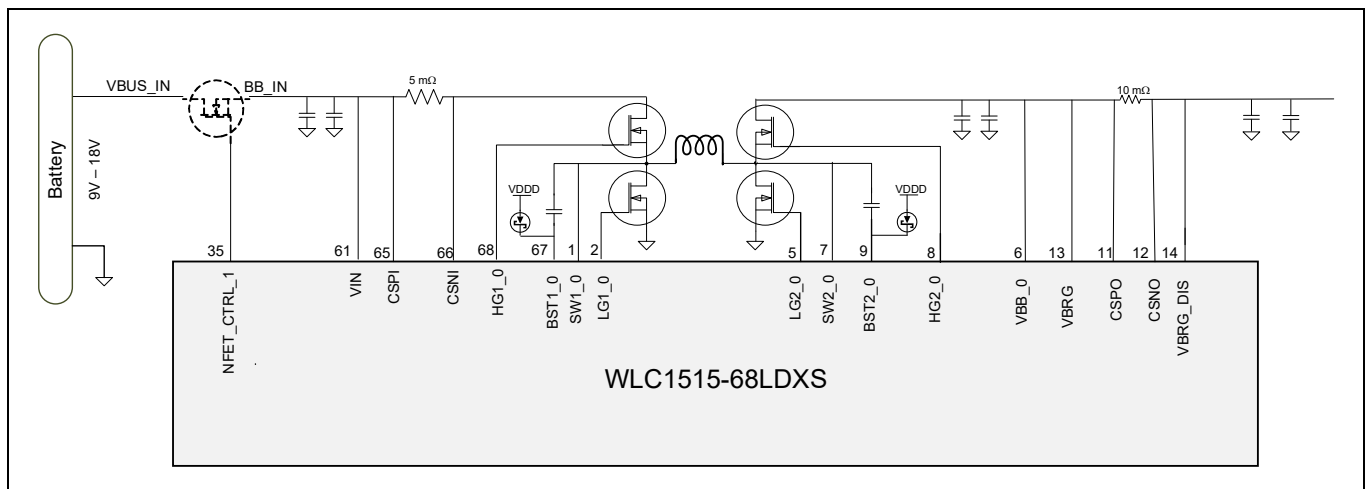 VBUS_IN
BB_IN
5 mΩ
10 mΩ
Battery
9V – 18V
VDDD
VDDD
35
61
65
66
68
67
1
2
5
7
9
8
6
13
11
12
14
NFET_CTRL_1
VIN
CSPI
CSNI
HG1_0
BST1_0
SW1_0
LG1_0
LG2_0
SW2_0
BST2_0
HG2_0
VBB_0
VBRG
CSPO
CSNO
VBRG_DIS
WLC1515-68LDXS